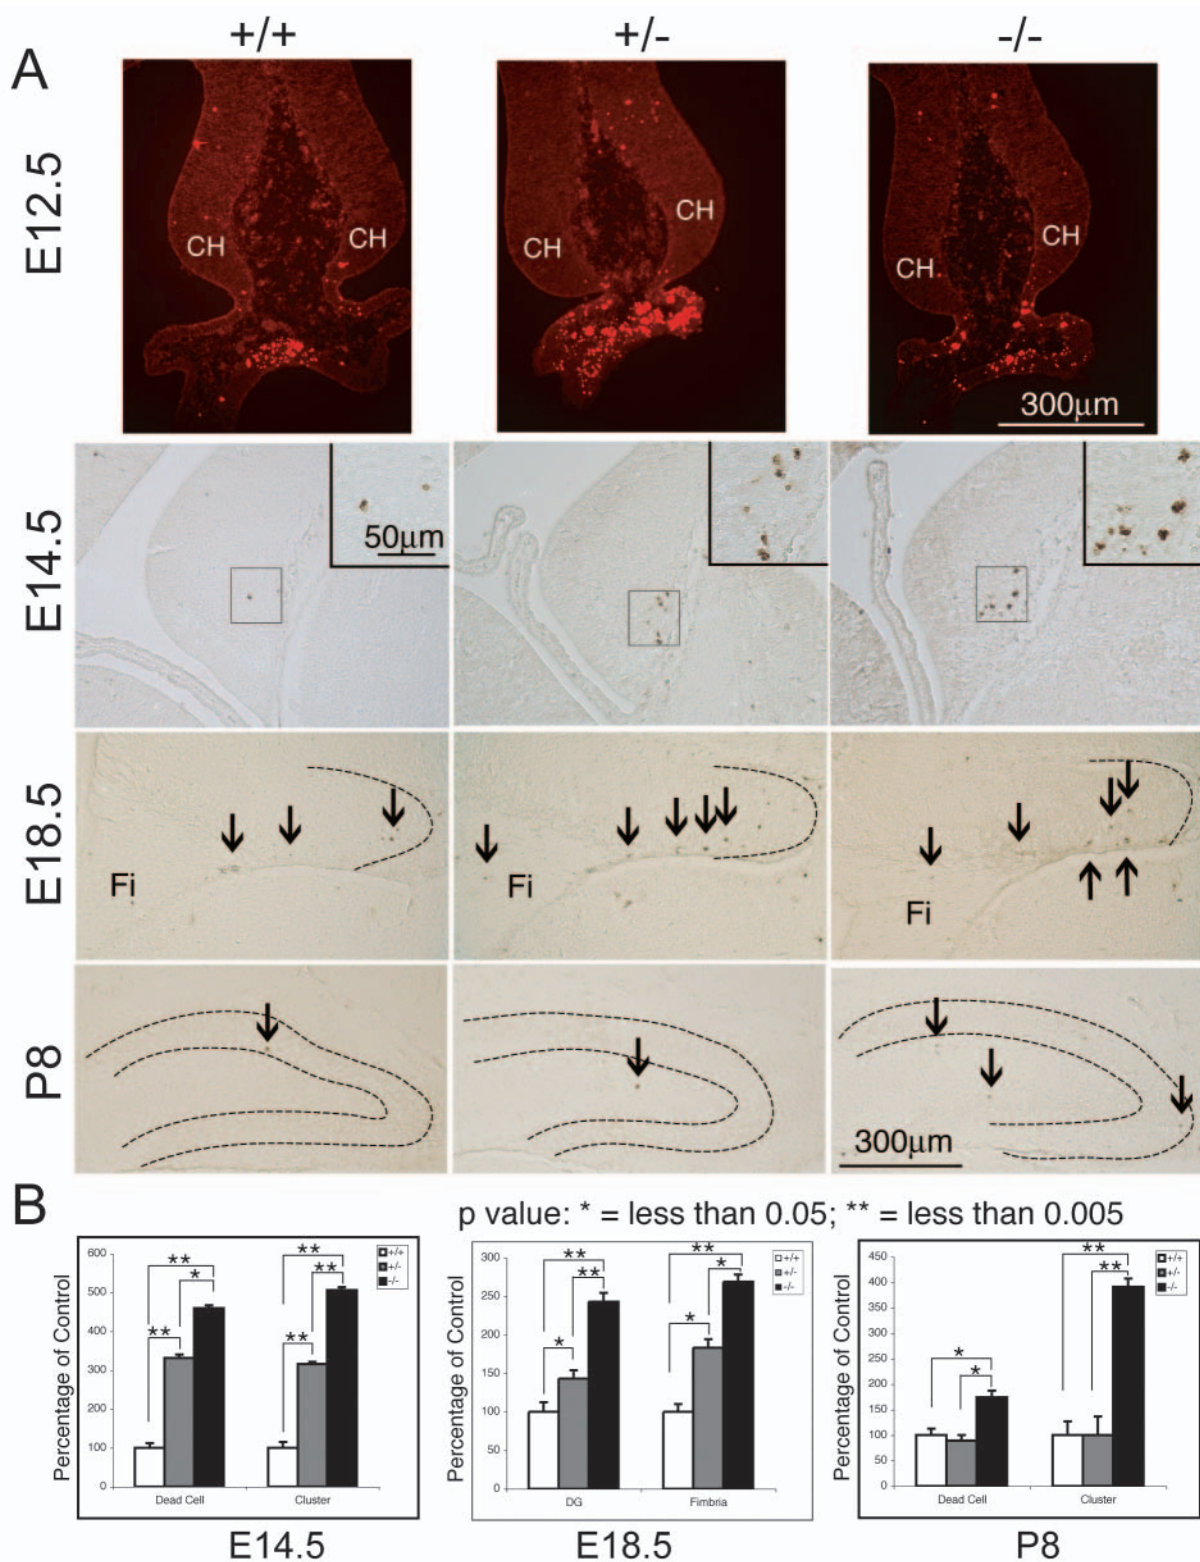 +/+ +/- -/-
A
E12.5
CH CH CH CH CH CH
300µm
E14.5
50µm
E18.5
Fi Fi Fi
P8
300µm
B
p value: * = less than 0.05; ** = less than 0.005
Percentage of Control
600
500
400
300
200
100
0
** ** * ** ** **
+/+
+/-
-/-
Dead Cell Cluster
E14.5
Percentage of Control
300
250
200
150
100
50
0
** ** * ** * *
+/+
+/-
-/-
DG Fimbria
E18.5
Percentage of Control
450
400
350
300
250
200
150
100
50
0
** ** * *
+/+
+/-
-/-
Dead Cell Cluster
P8